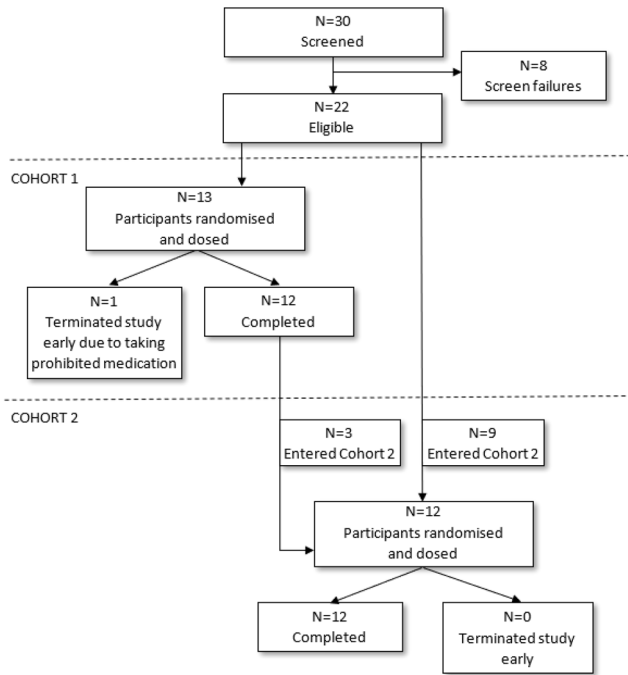 N=30
Screened
N=8
Screen failures
N=22
Eligible
COHORT 1
N=13
Participants randomised
and dosed
N=1
Terminated study
early due to taking
prohibited medication
N=12
Completed
COHORT 2
N=3
Entered Cohort 2
N=9
Entered Cohort 2
N=12
Participants randomised
and dosed
N=12
Completed
N=0
Terminated study
early